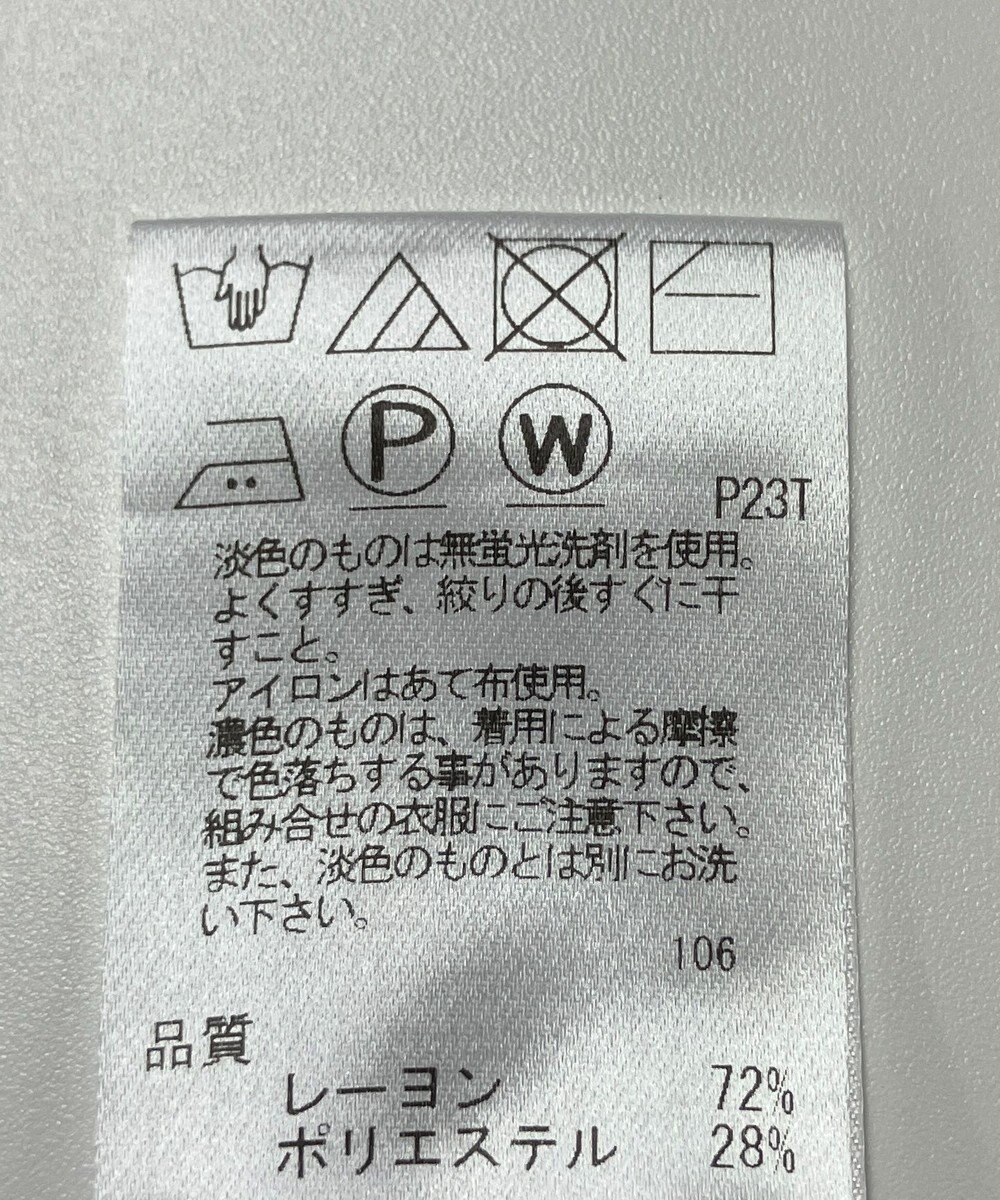 P W
P23T
淡色のものは無蛍光洗剤を使用。
よくすすぎ、絞りの後すぐに干
すこと。
アイロンはあて布使用。
濃色のものは、着用による摩擦
で色落ちする事がありますので、
組み合せの衣服にご注意下さい。
また、淡色のものとは別にお洗
い下さい。
106
品質
レーヨン 72%
ポリエステル 28%